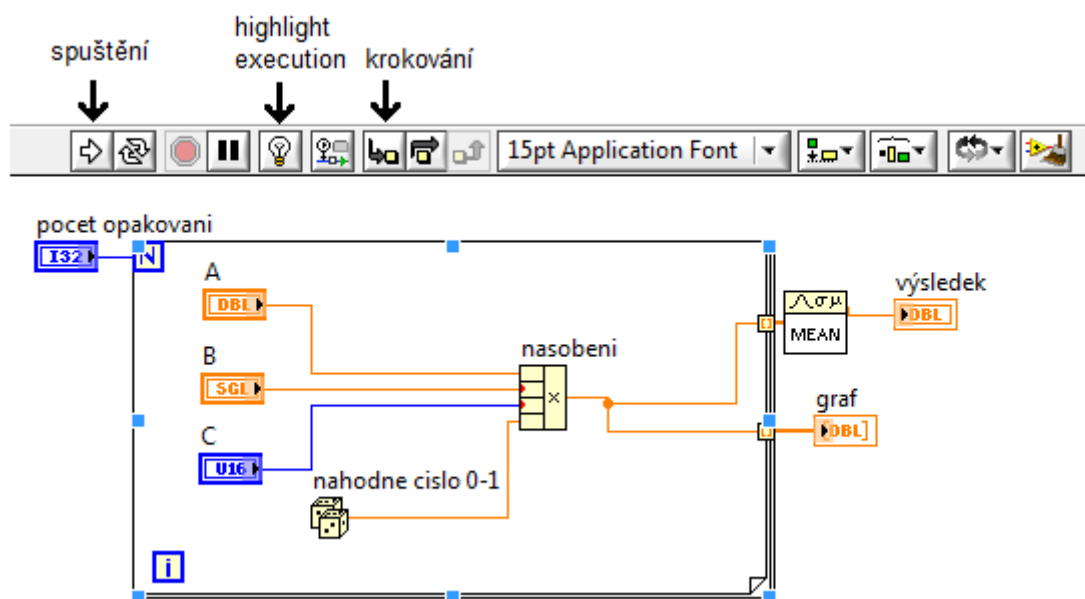 spuštění
highlight
execution
krokování
15pt Application Font
pocet opakovani
I32
N
A
DBL
B
SGL
C
U16
nasobeni
x
nahodne cislo 0-1
i
σμ
MEAN
výsledek
DBL
graf
[DBL]